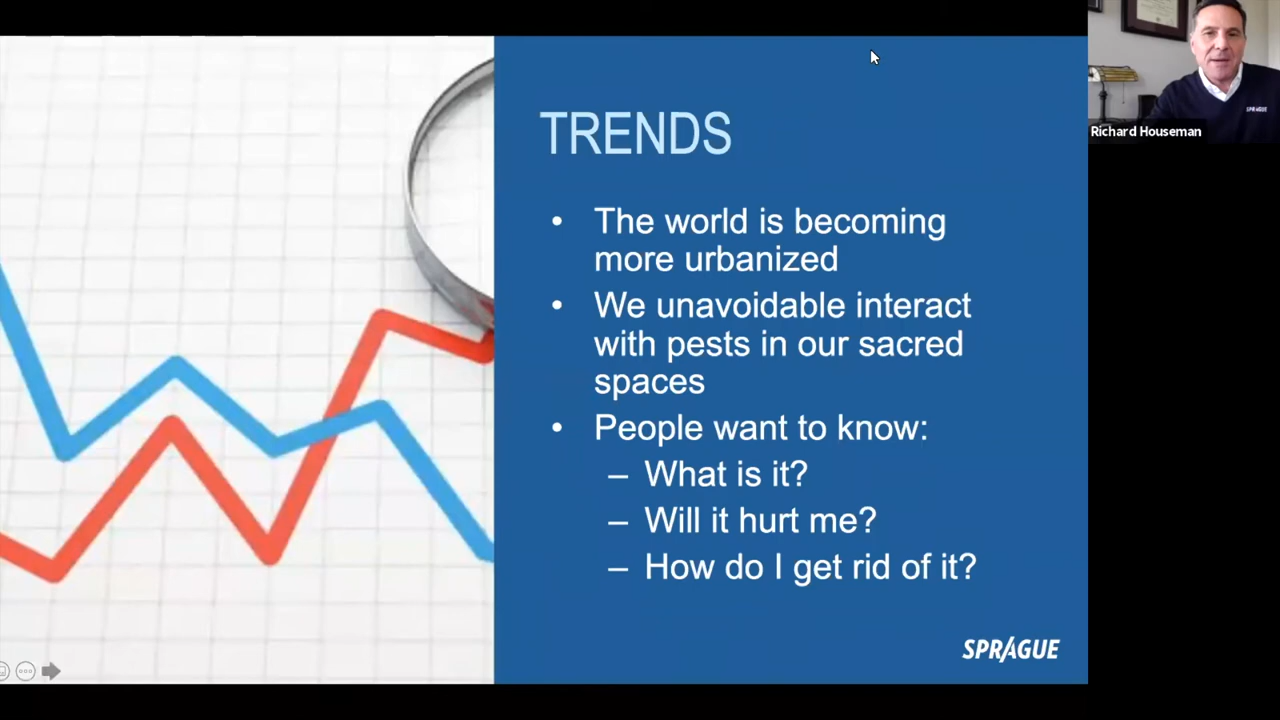 TRENDS
• The world is becoming
more urbanized
• We unavoidable interact
with pests in our sacred
spaces
• People want to know:
– What is it?
– Will it hurt me?
– How do I get rid of it?
SPRAGUE
SPRAGUE
Richard Houseman